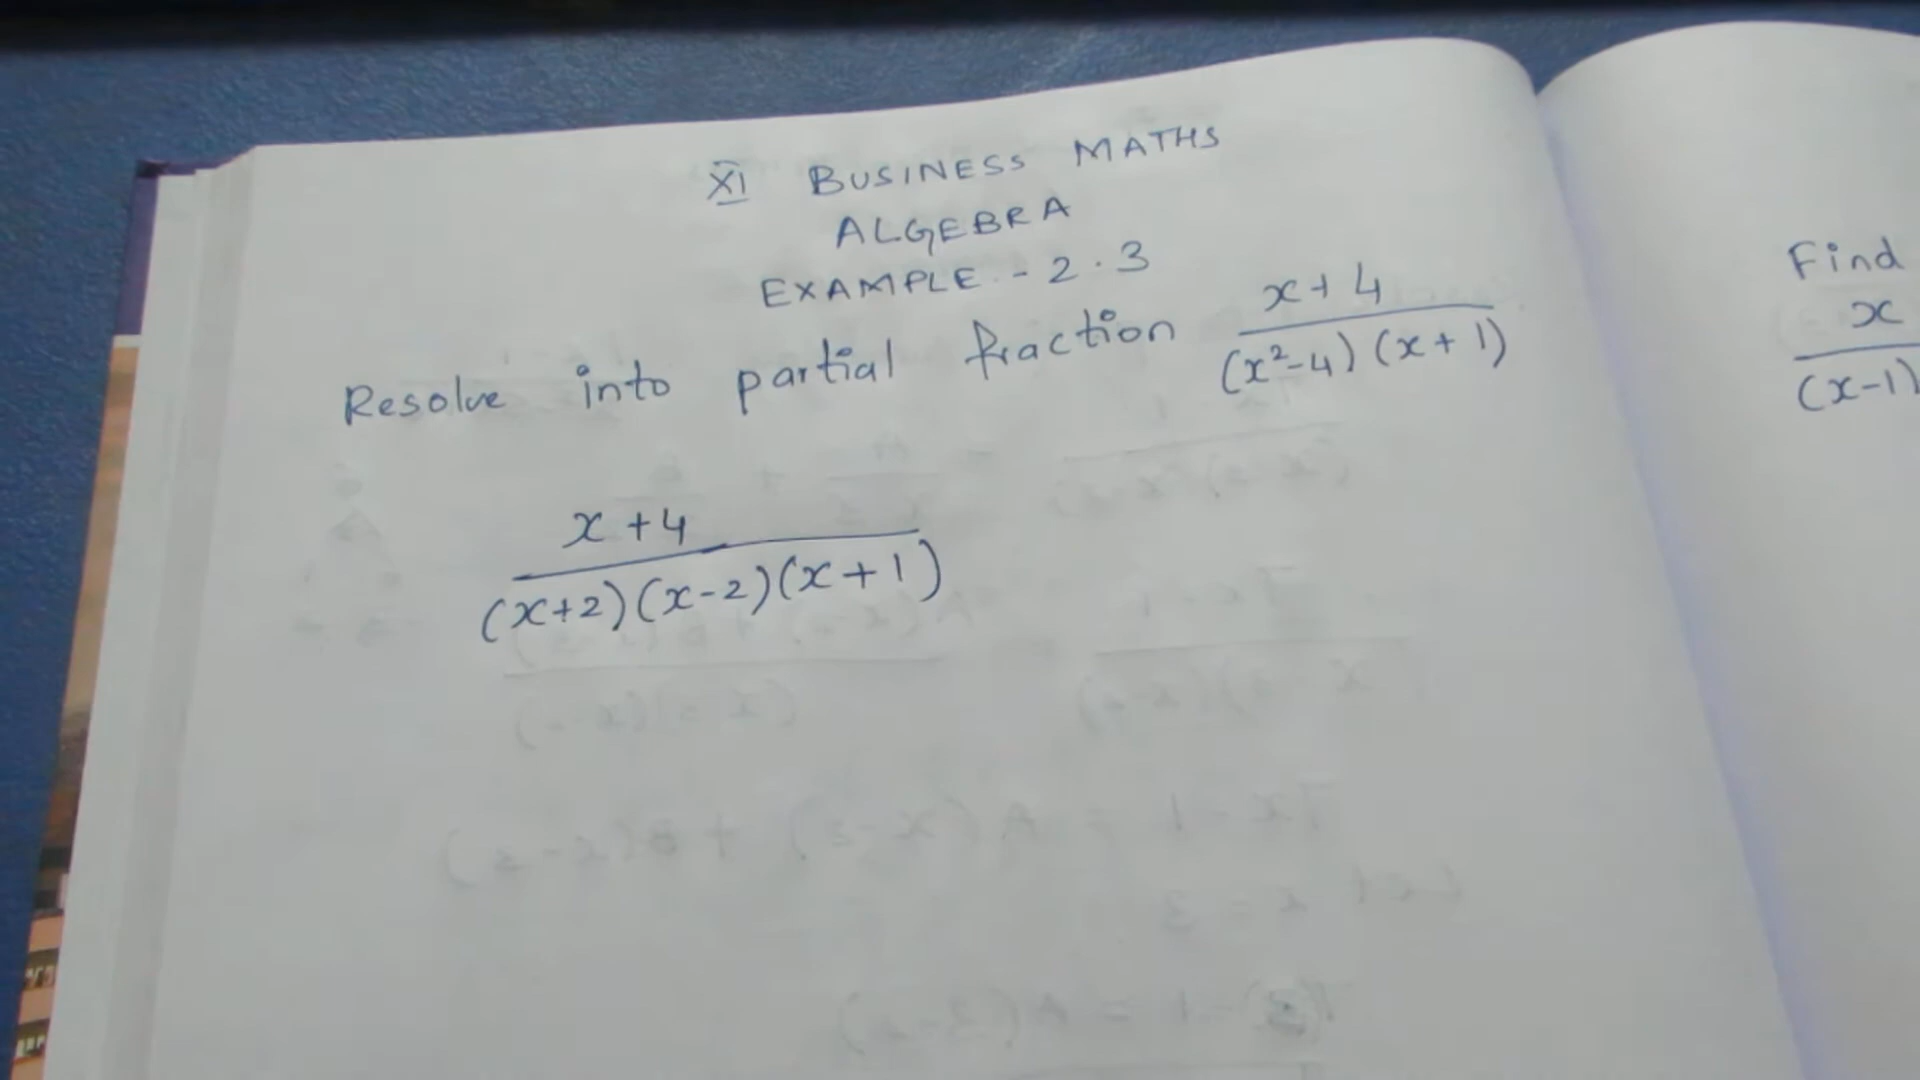 XI BUSINESS MATHS
ALGEBRA
EXAMPLE - 2.3
Resolve into partial fraction x+4 / (x²-4)(x+1)
x+4
(x+2)(x-2)(x+1)
Find
x
(x-1)